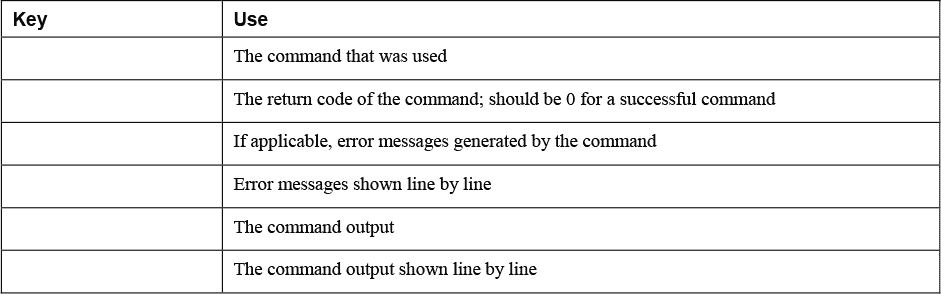 Key Use
The command that was used
The return code of the command; should be 0 for a successful command
If applicable, error messages generated by the command
Error messages shown line by line
The command output
The command output shown line by line